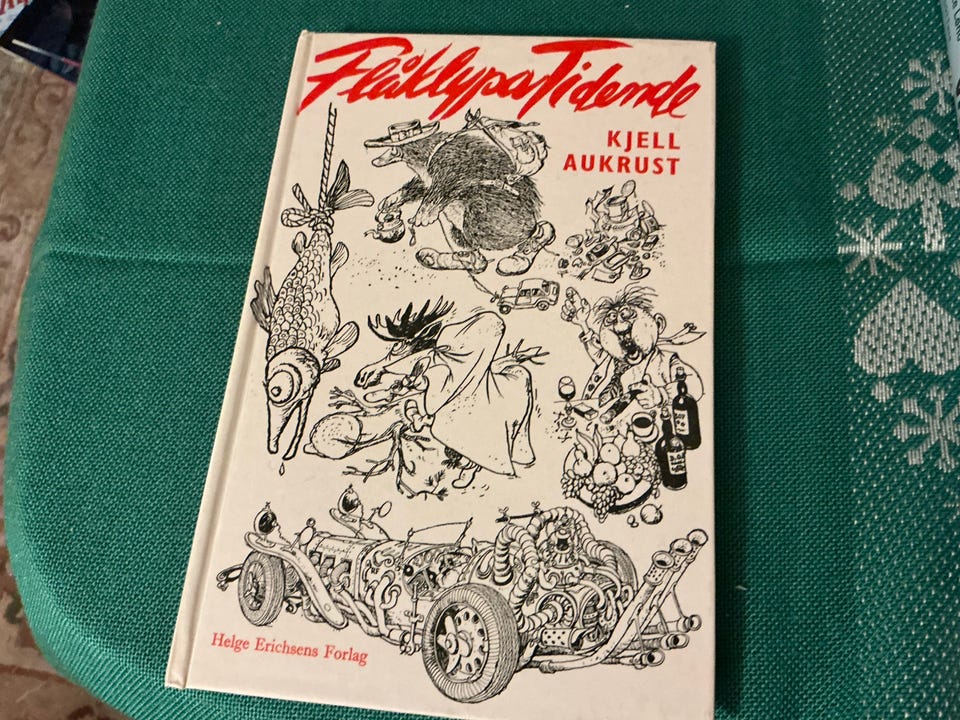 Flåklypa Tidende
KJELL
AUKRUST
Helge Erichsens Forlag